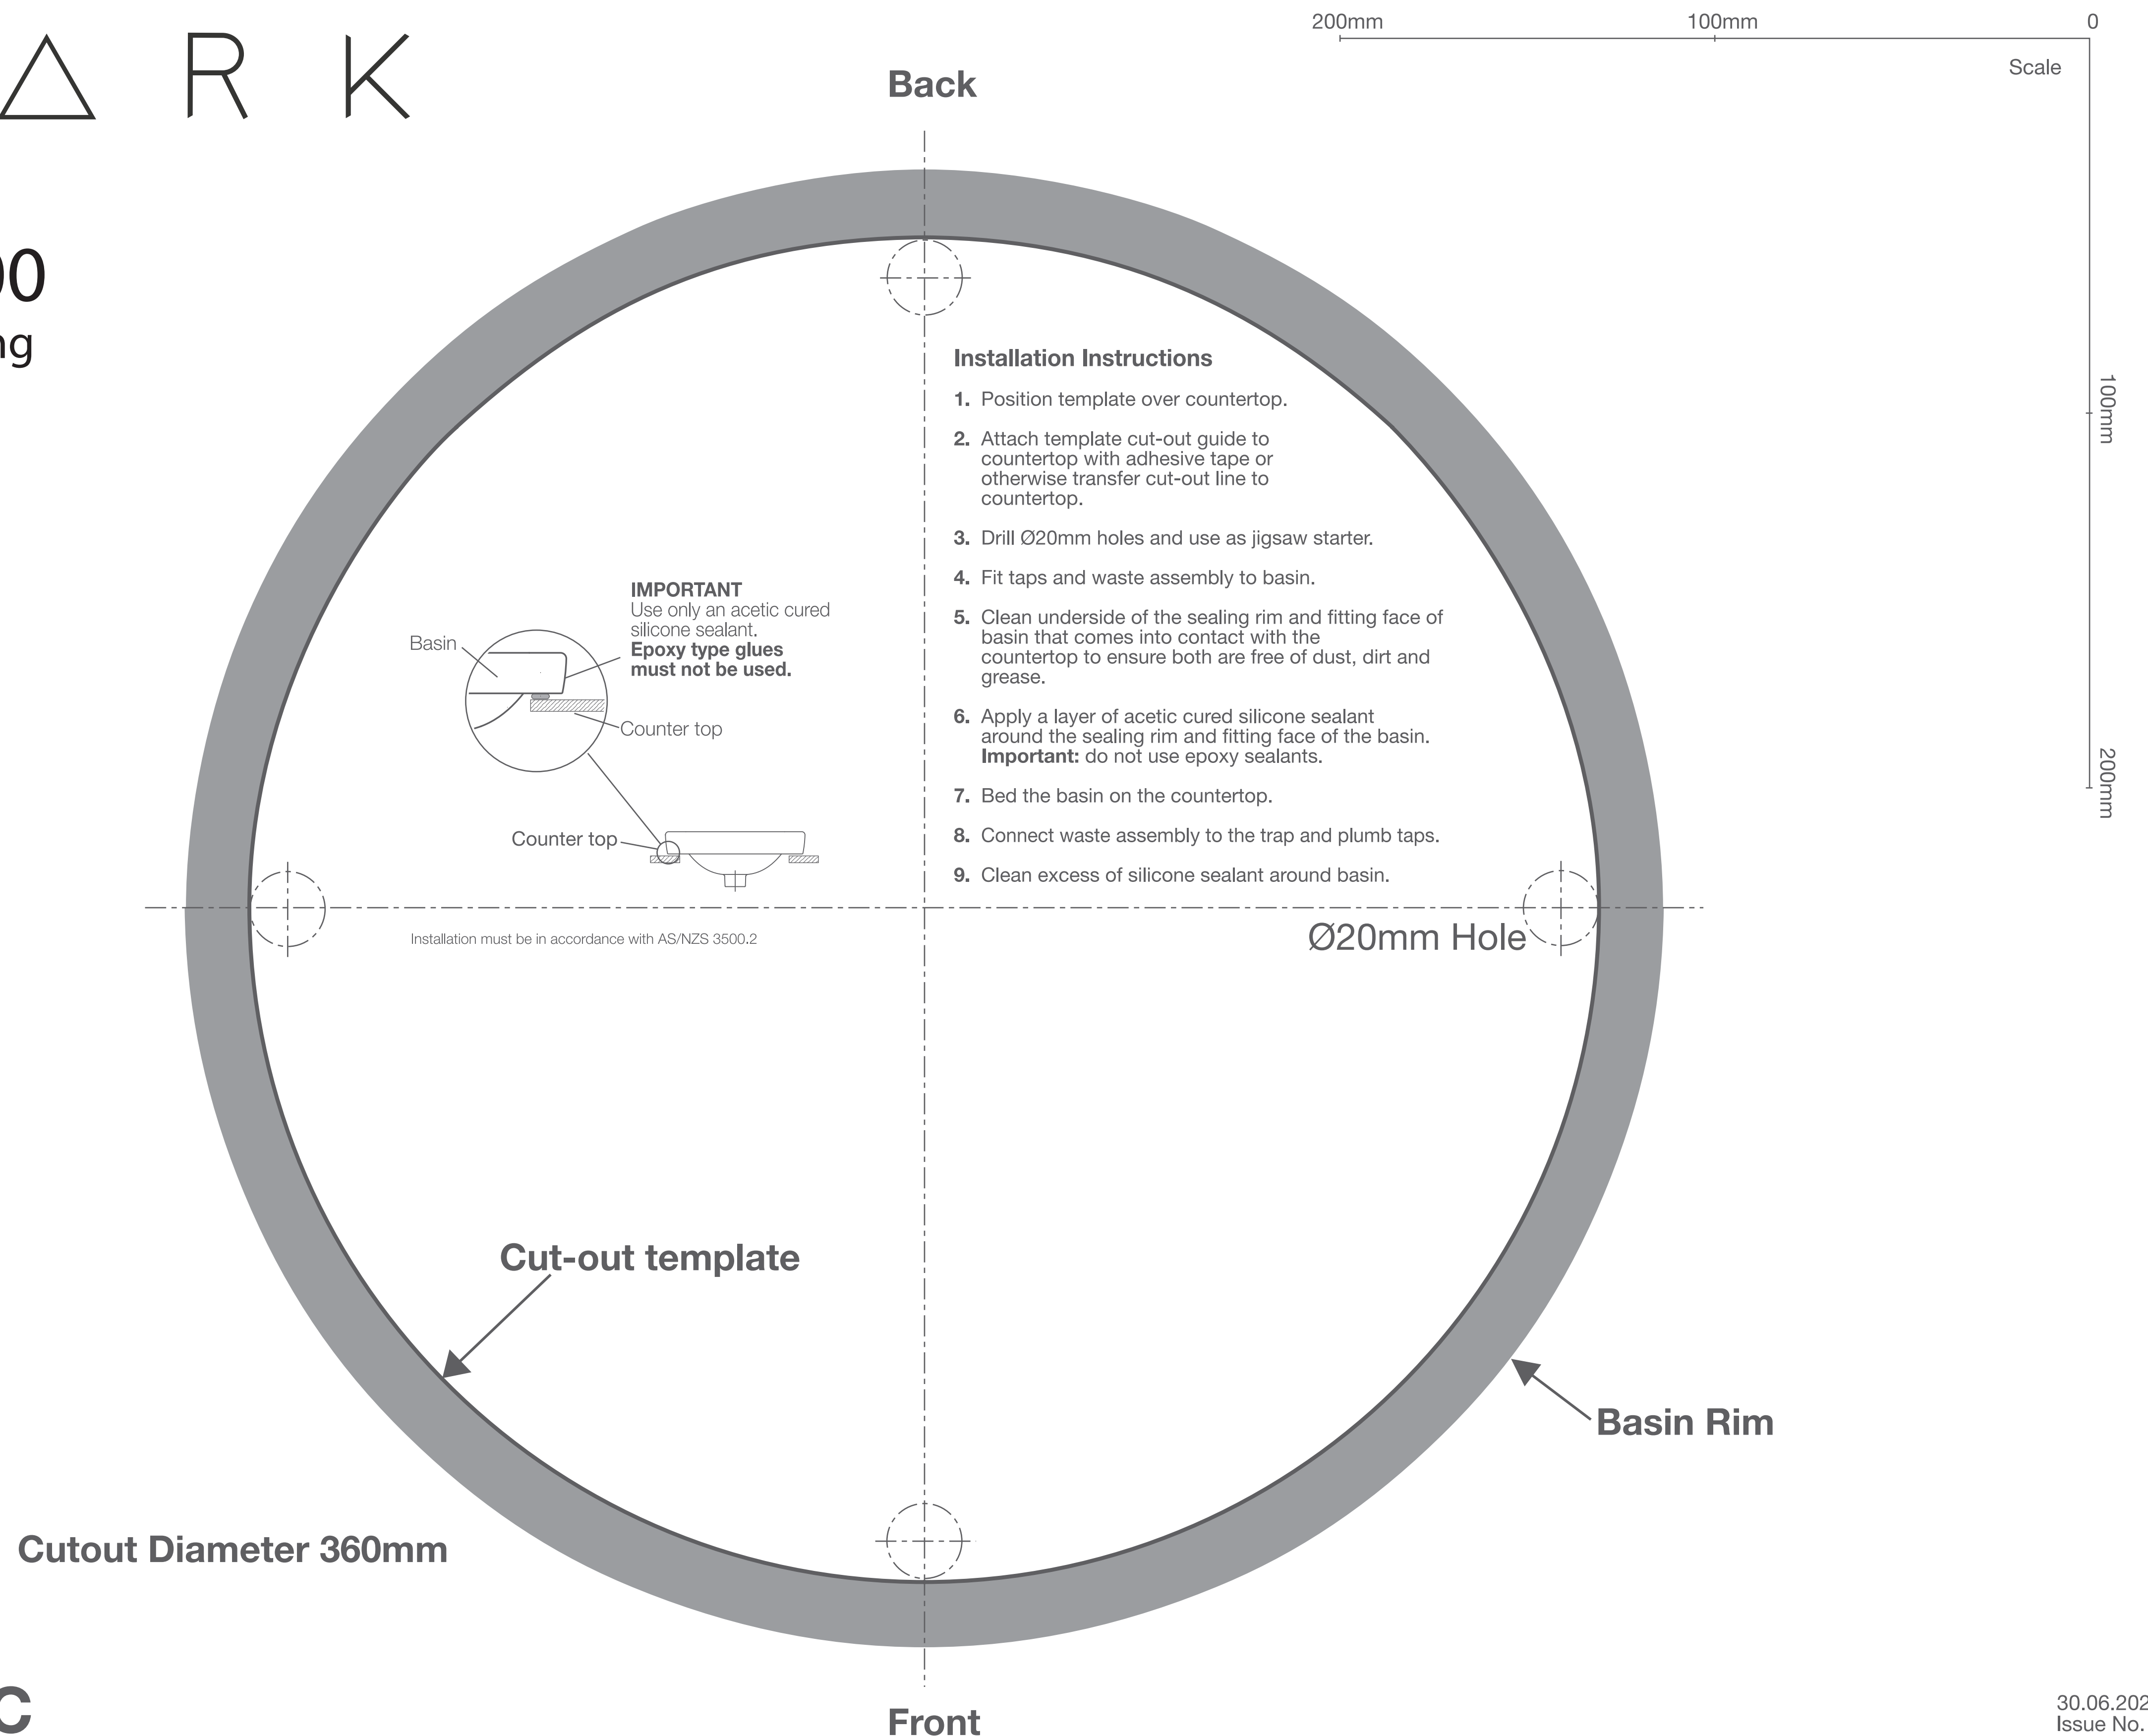 ARK
200mm 100mm 0
Scale
100mm
200mm
Back
Installation Instructions
1. Position template over countertop.
2. Attach template cut-out guide to
countertop with adhesive tape or
otherwise transfer cut-out line to
countertop.
3. Drill Ø20mm holes and use as jigsaw starter.
4. Fit taps and waste assembly to basin.
5. Clean underside of the sealing rim and fitting face of
basin that comes into contact with the
countertop to ensure both are free of dust, dirt and
grease.
6. Apply a layer of acetic cured silicone sealant
around the sealing rim and fitting face of the basin.
Important: do not use epoxy sealants.
7. Bed the basin on the countertop.
8. Connect waste assembly to the trap and plumb taps.
9. Clean excess of silicone sealant around basin.
IMPORTANT
Use only an acetic cured
silicone sealant.
Epoxy type glues
must not be used.
Basin
Counter top
Counter top
Installation must be in accordance with AS/NZS 3500.2
Ø20mm Hole
Cut-out template
Basin Rim
Cutout Diameter 360mm
Front
30.06.202
Issue No.